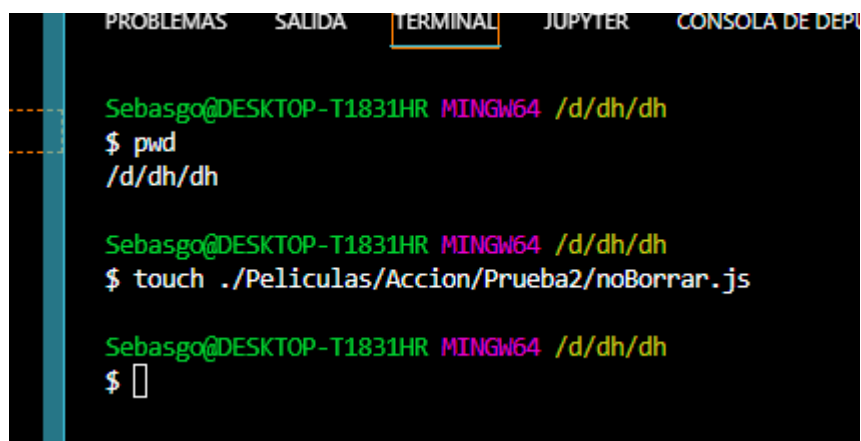 PROBLEMAS SALIDA TERMINAL JUPYTER CONSOLA DE DEPU
Sebasgo@DESKTOP-T1831HR MINGW64 /d/dh/dh
$ pwd
/d/dh/dh
Sebasgo@DESKTOP-T1831HR MINGW64 /d/dh/dh
$ touch ./Peliculas/Accion/Prueba2/noBorrar.js
Sebasgo@DESKTOP-T1831HR MINGW64 /d/dh/dh
$